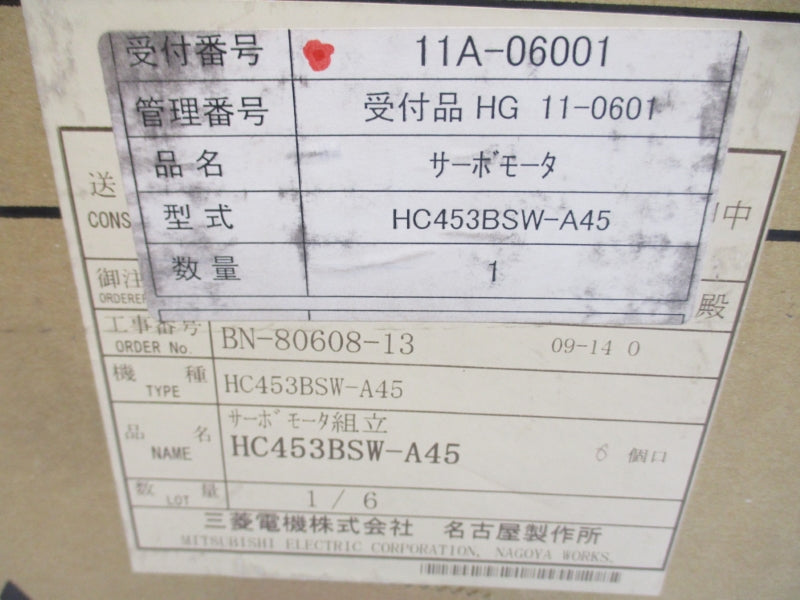 受付番号 11A-06001
管理番号 受付品 HG 11-0601
品名 サーボモータ
型式 HC453BSW-A45
数量 1
送 中
CONS
御注 殿
ORDERE
工事番号 BN-80608-13 09-14 0
ORDER No.
機種 HC453BSW-A45
TYPE
サーボモータ組立
品名 HC453BSW-A45 6 個口
NAME
数量 1 / 6
LOT
三菱電機株式会社 名古屋製作所
MITSUBISHI ELECTRIC CORPORATION, NAGOYA WORKS.